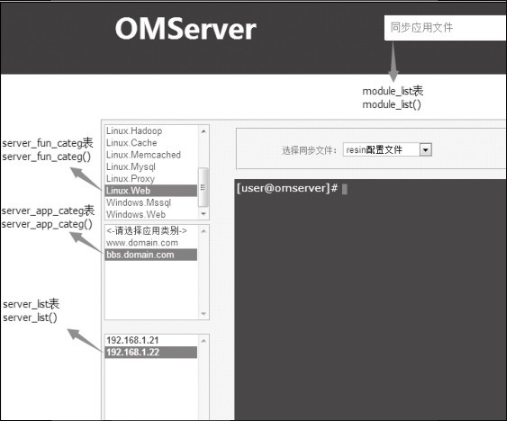 OMServer
同步应用文件
module_list表
module_list()
server_fun_categ表
server_fun_categ()
Linux.Hadoop
Linux.Cache
Linux.Memcached
Linux.Mysql
Linux.Proxy
Linux.Web
Windows.Mssql
Windows.Web
选择同步文件：
resin配置文件
[user@omserver]#
server_app_categ表
server_app_categ()
<-请选择应用类别->
www.domain.com
bbs.domain.com
server_list表
server_list()
192.168.1.21
192.168.1.22